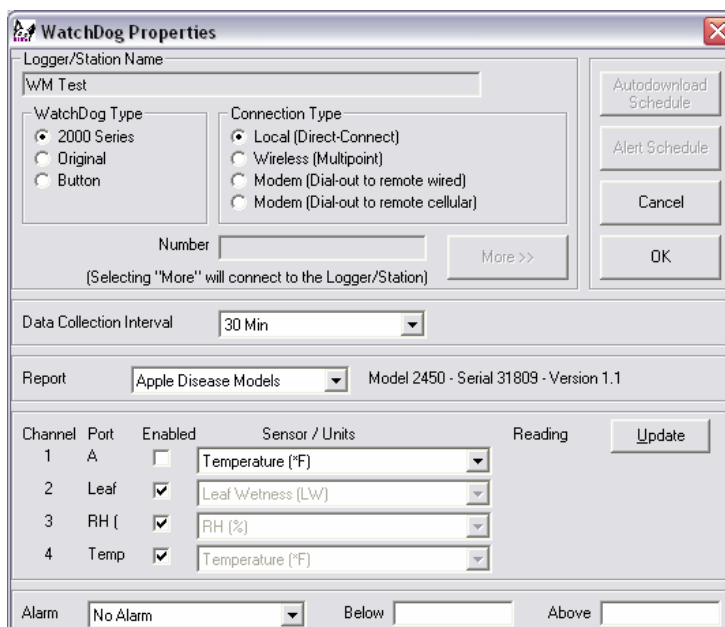 WatchDog Properties
Logger/Station Name
WM Test
WatchDog Type
2000 Series
Original
Button
Connection Type
Local (Direct-Connect)
Wireless (Multipoint)
Modem (Dial-out to remote wired)
Modem (Dial-out to remote cellular)
Number
More >>
(Selecting "More" will connect to the Logger/Station)
Autodownload
Schedule
Alert Schedule
Cancel
OK
Data Collection Interval 30 Min
Report Apple Disease Models Model 2450 - Serial 31809 - Version 1.1
Channel Port Enabled Sensor / Units Reading Update
1 A Temperature (*F)
2 Leaf Leaf Wetness (LW)
3 RH ( RH (%)
4 Temp Temperature (*F)
Alarm No Alarm Below Above